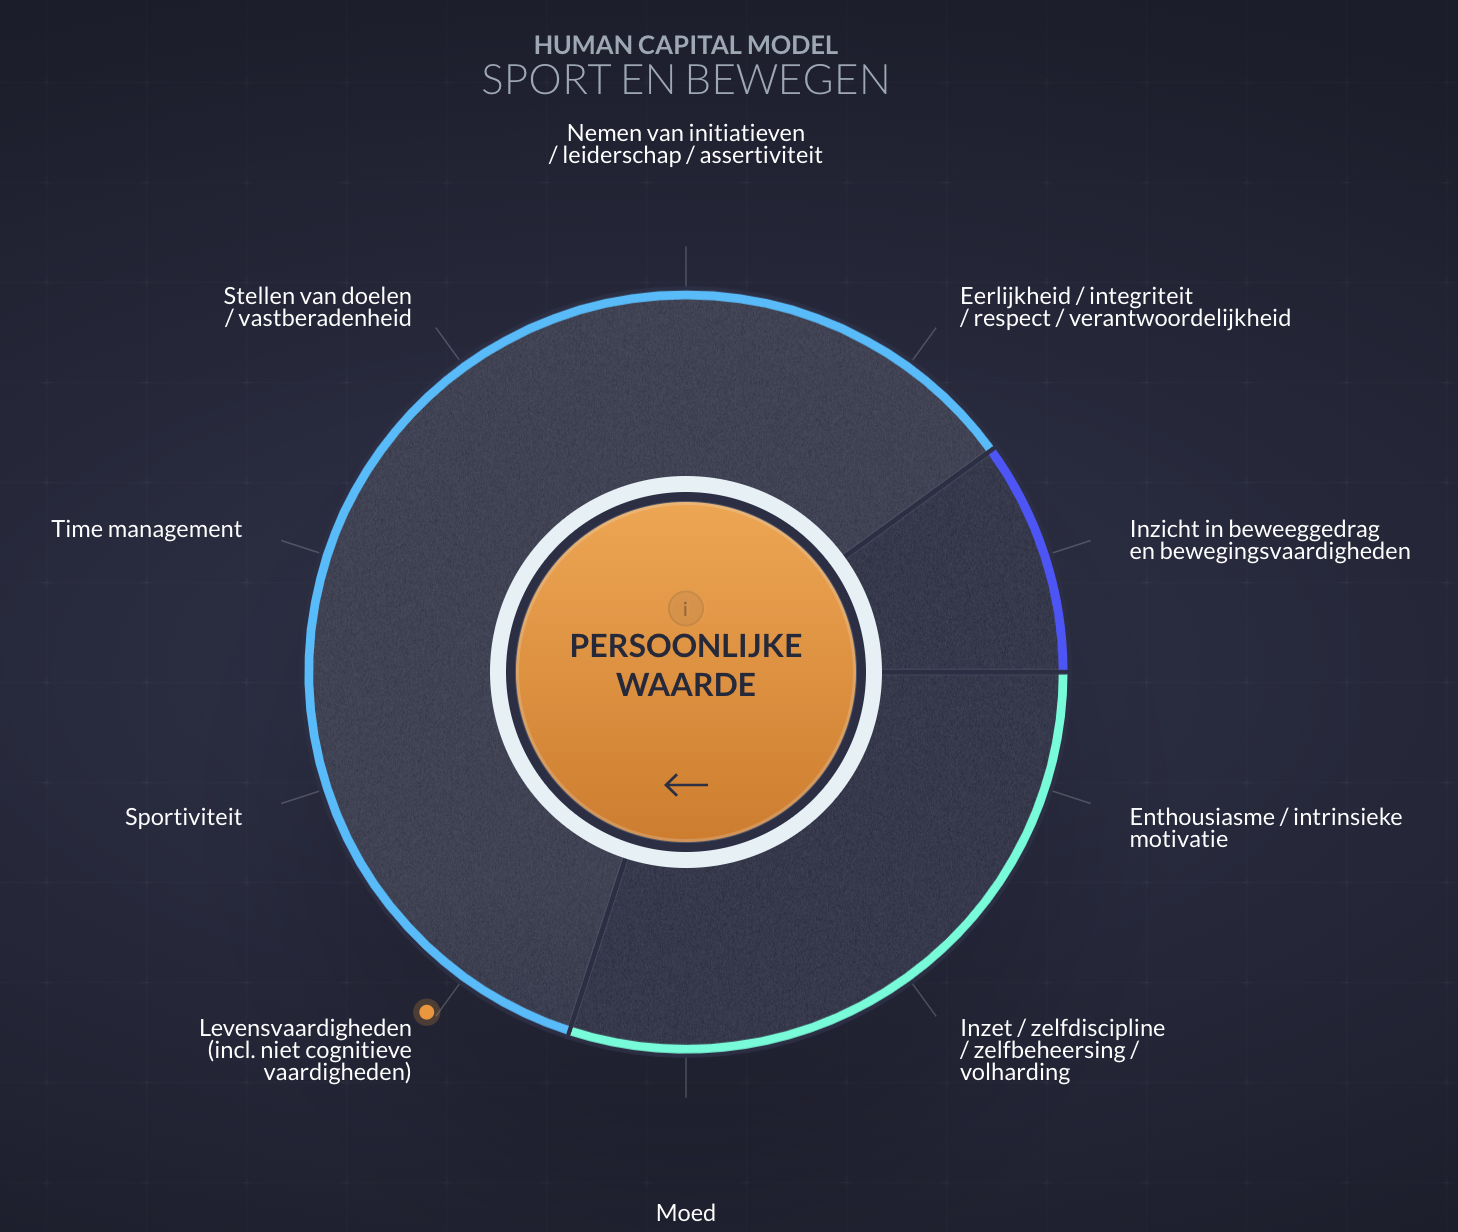 HUMAN CAPITAL MODEL
SPORT EN BEWEGEN
Nemen van initiatieven
/ leiderschap / assertiviteit
Stellen van doelen
/ vastberadenheid
Eerlijkheid / integriteit
/ respect / verantwoordelijkheid
Time management
Inzicht in beweeggedrag
en bewegingsvaardigheden
i
PERSOONLIJKE
WAARDE
Sportiviteit
Enthousiasme / intrinsieke
motivatie
Levensvaardigheden
(incl. niet cognitieve
vaardigheden)
Inzet / zelfdiscipline
/ zelfbeheersing /
volharding
Moed